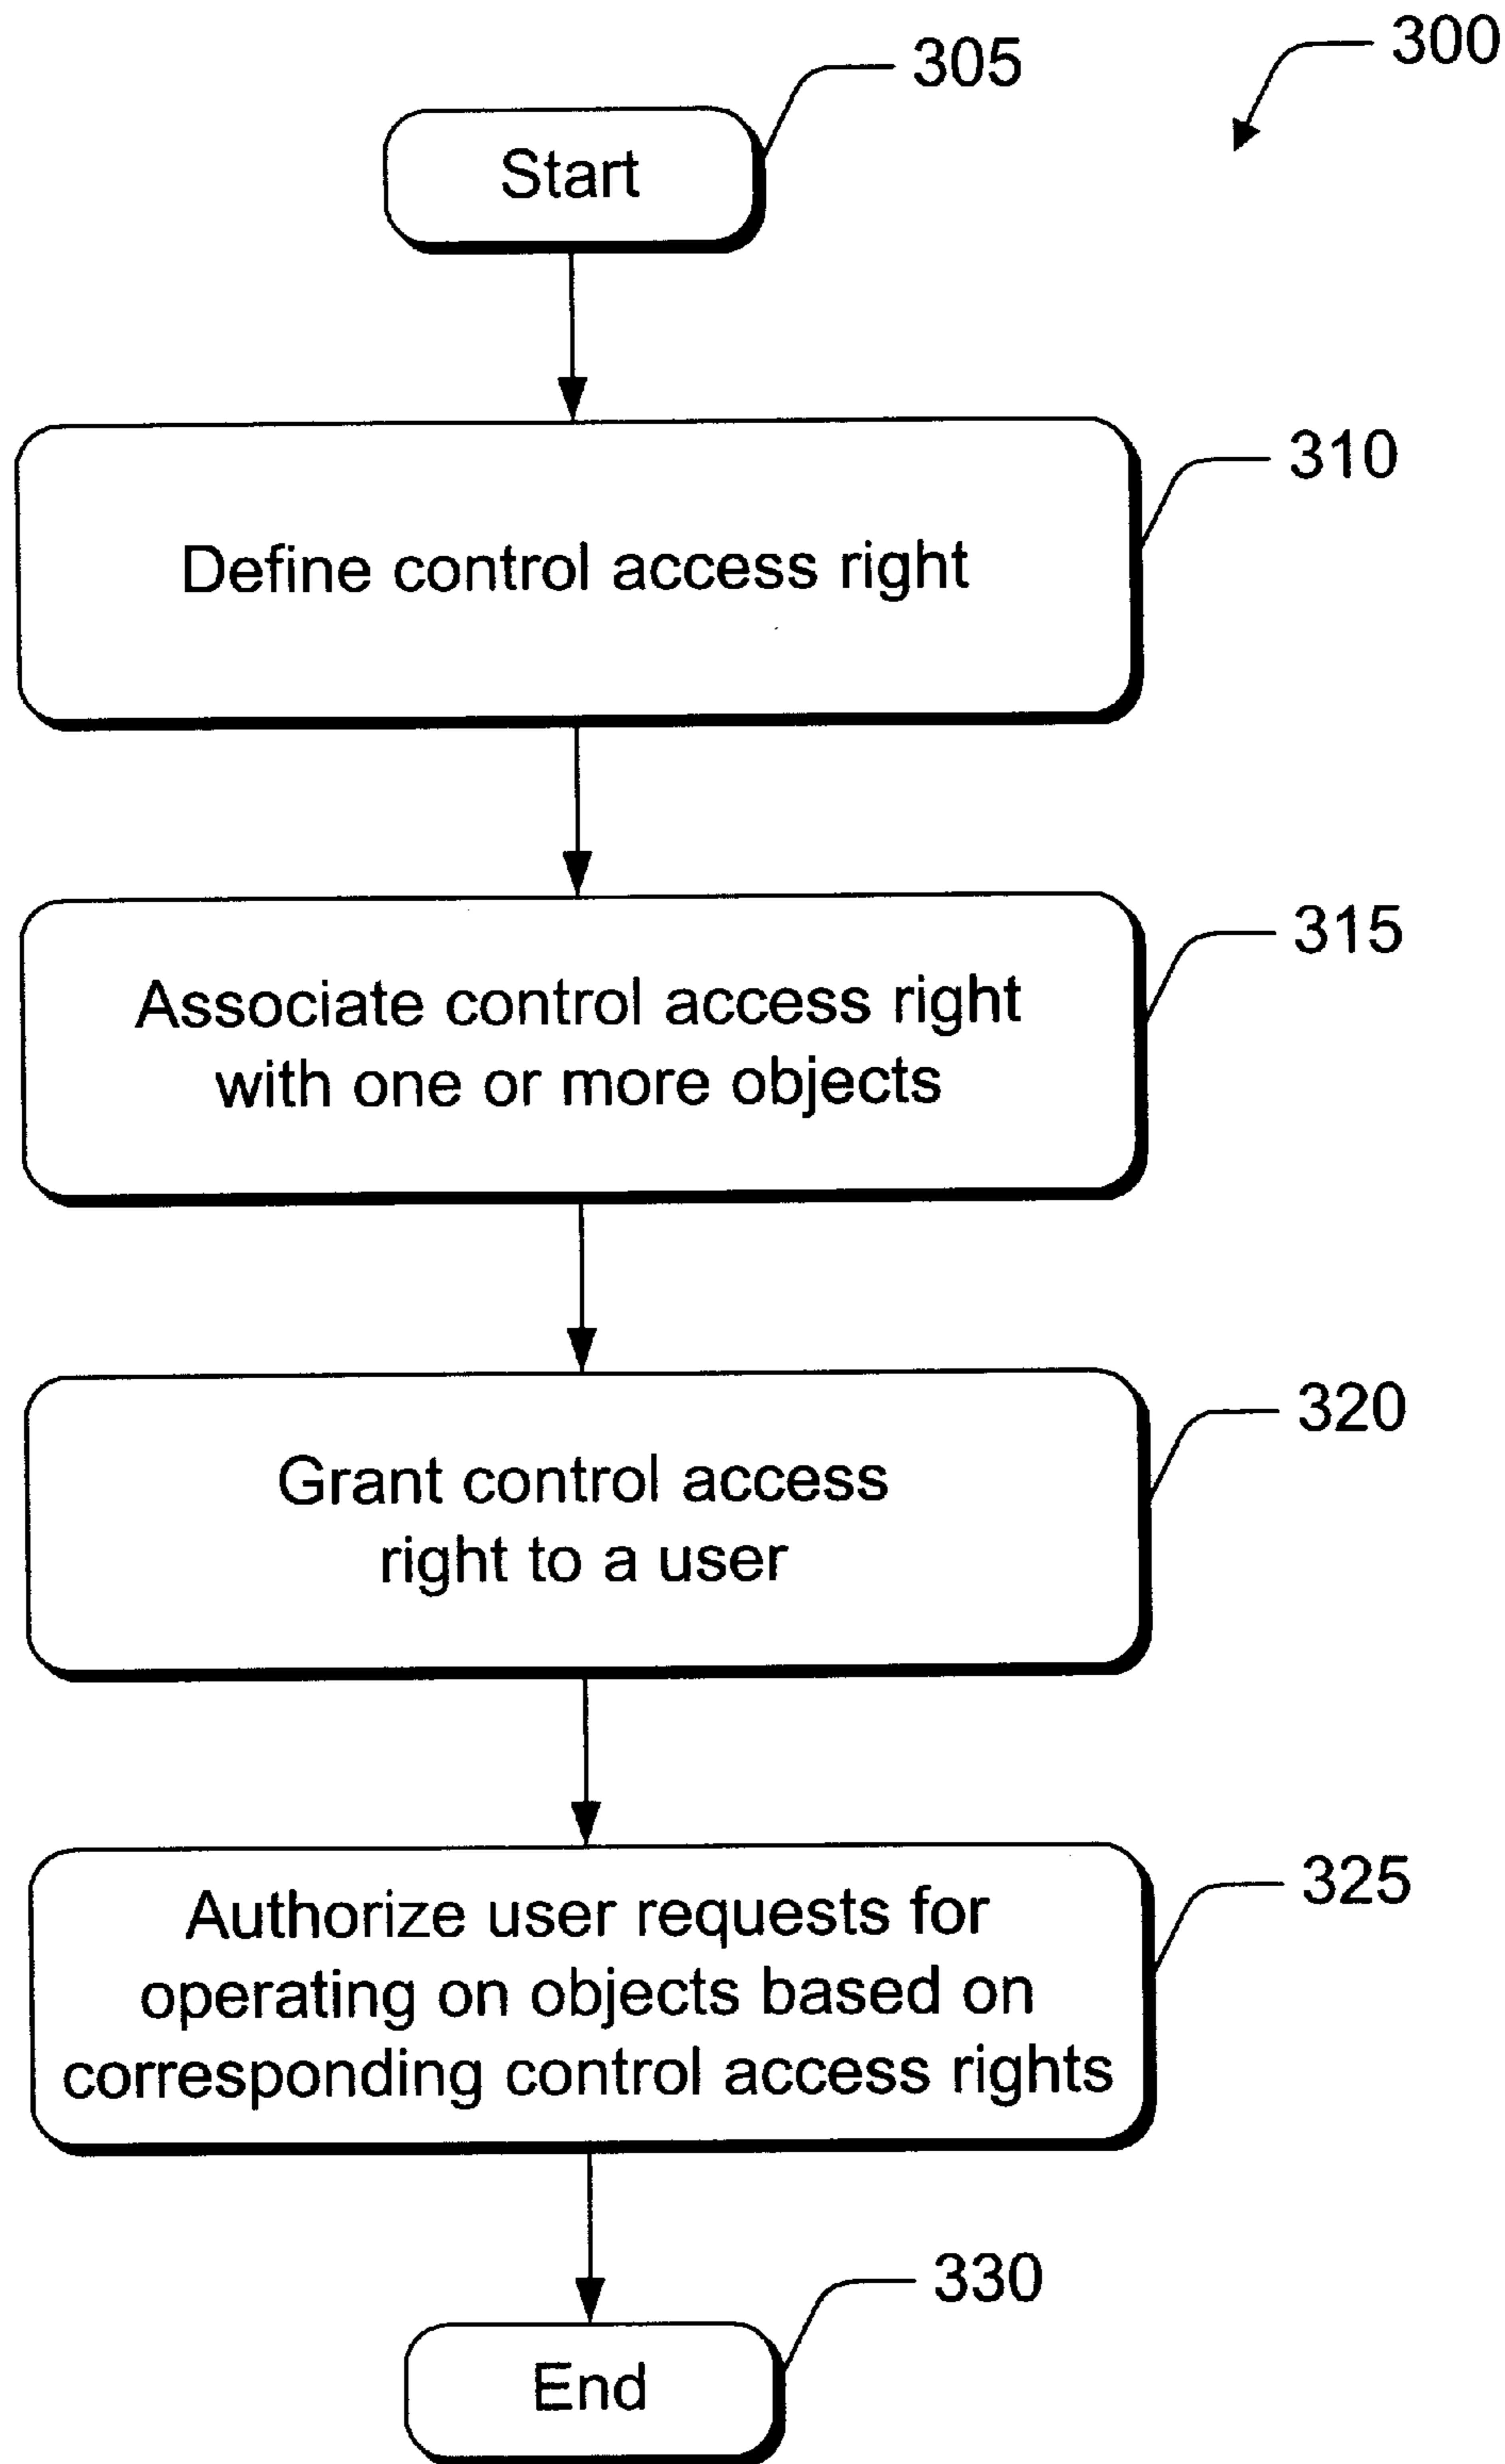 300
305
Start
310
Define control access right
315
Associate control access right
with one or more objects
320
Grant control access
right to a user
325
Authorize user requests for
operating on objects based on
corresponding control access rights
330
End